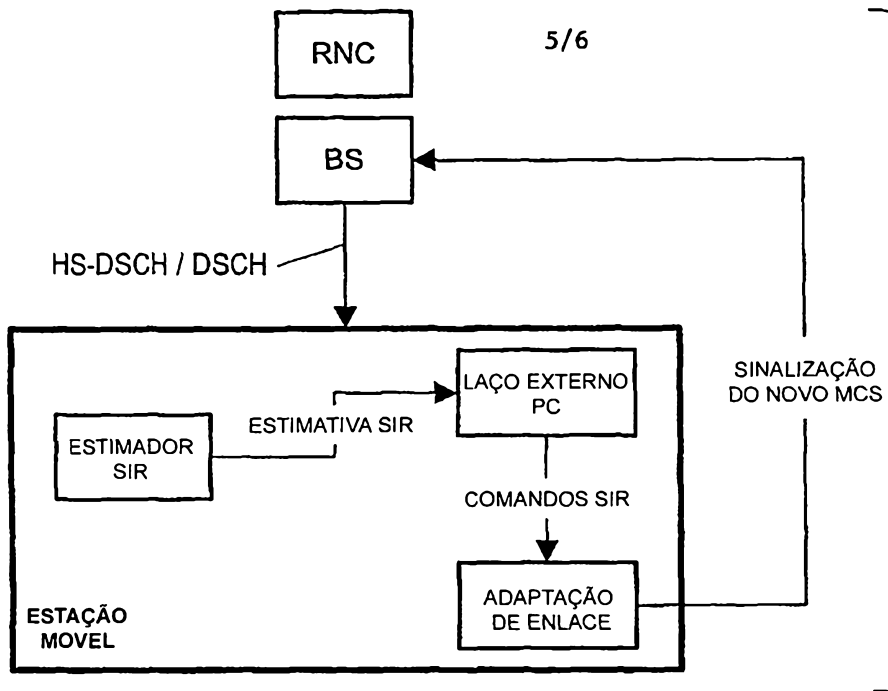 5/6
RNC
BS
HS-DSCH / DSCH
LAÇO EXTERNO
PC
SINALIZAÇÃO
DO NOVO MCS
ESTIMATIVA SIR
ESTIMADOR
SIR
COMANDOS SIR
ADAPTAÇÃO
DE ENLACE
ESTAÇÃO
MOVEL